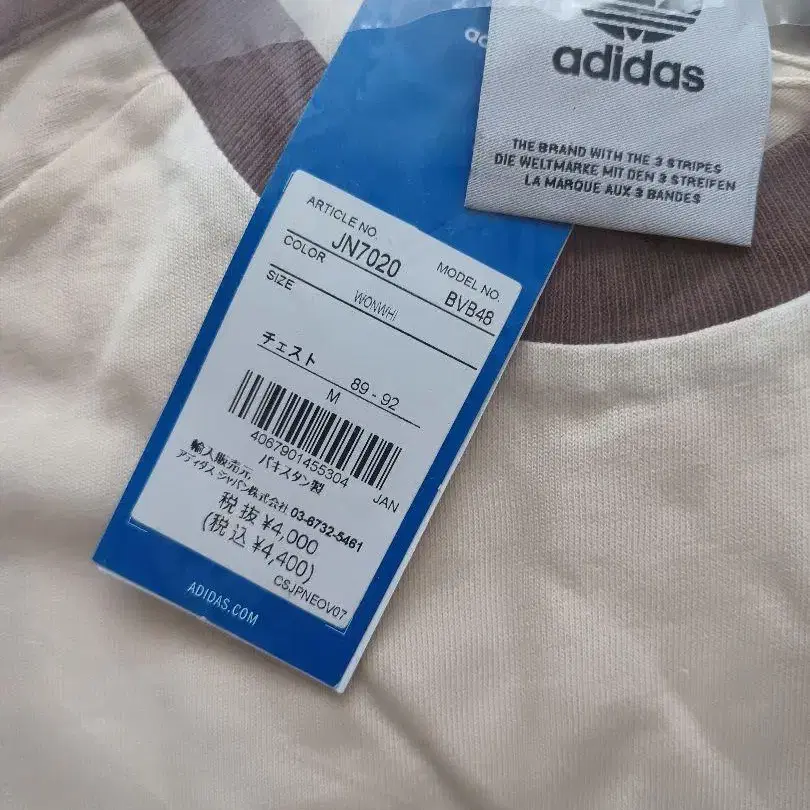 ad
adidas
THE BRAND WITH THE 3 STRIPES
DIE WELTMARKE MIT DEN 3 STREIFEN
LA MARQUE AUX 3 BANDES
ARTICLE NO.
JN7020
MODEL NO.
BVB48
COLOR
WONWHI
SIZE
チェスト 89 - 92
M
4067901455304 JAN
パキスタン製
輸入販売元
アディダス ジャパン株式会社 03-6732-5461
税抜 ¥4,000
(税込 ¥4,400)
CSJPNEOV07
ADIDAS.COM